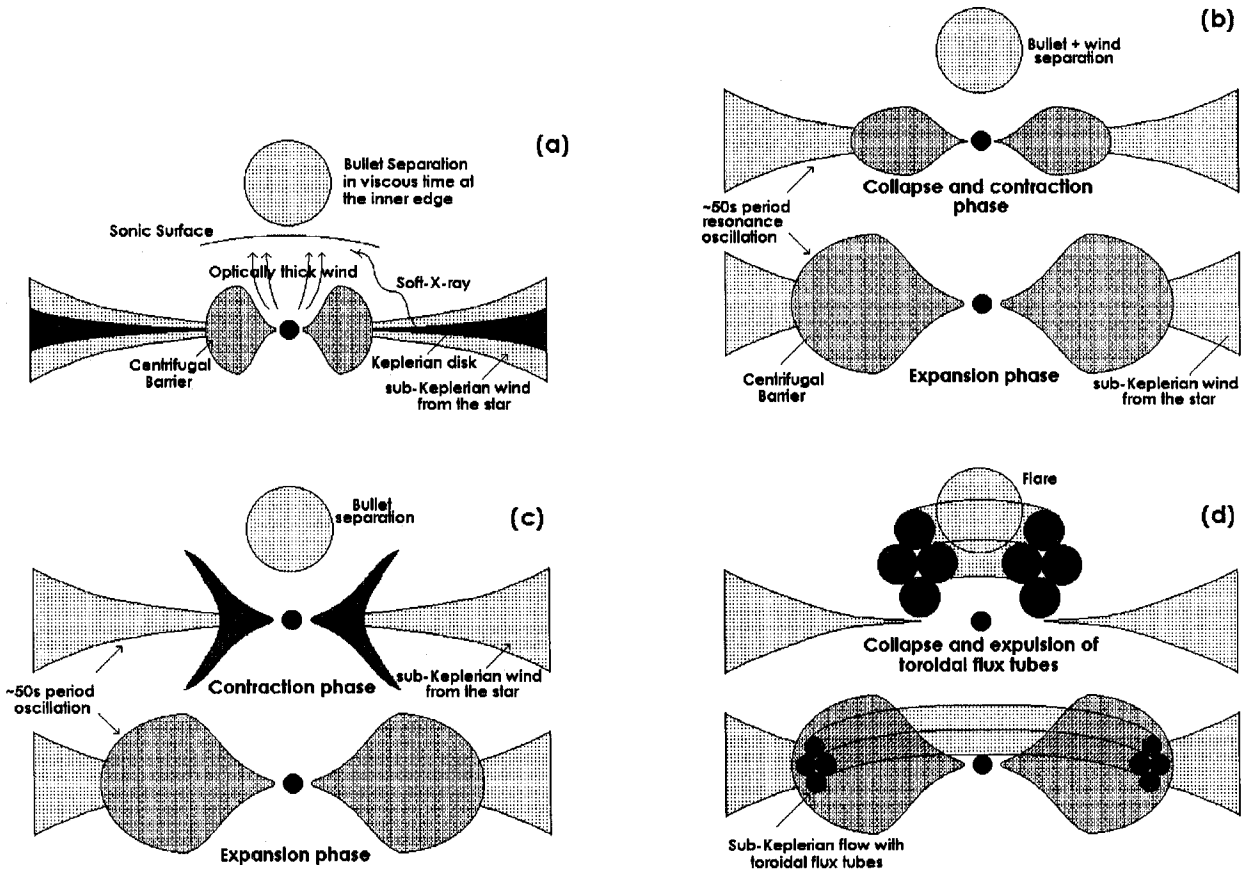 (a)
Bullet Separation
in viscous time at
the inner edge
Sonic Surface
Optically thick wind
Soft-X-ray
Centrifugal
Barrier
Keplerian disk
sub-Keplerian wind
from the star
(b)
Bullet + wind
separation
Collapse and contraction
phase
~50s period
resonance
oscillation
Centrifugal
Barrier
Expansion phase
sub-Keplerian wind
from the star
(c)
Bullet
separation
Contraction phase
sub-Keplerian wind
from the star
~50s period
oscillation
Expansion phase
(d)
Flare
Collapse and expulsion of
toroidal flux tubes
Sub-Keplerian flow with
toroidal flux tubes